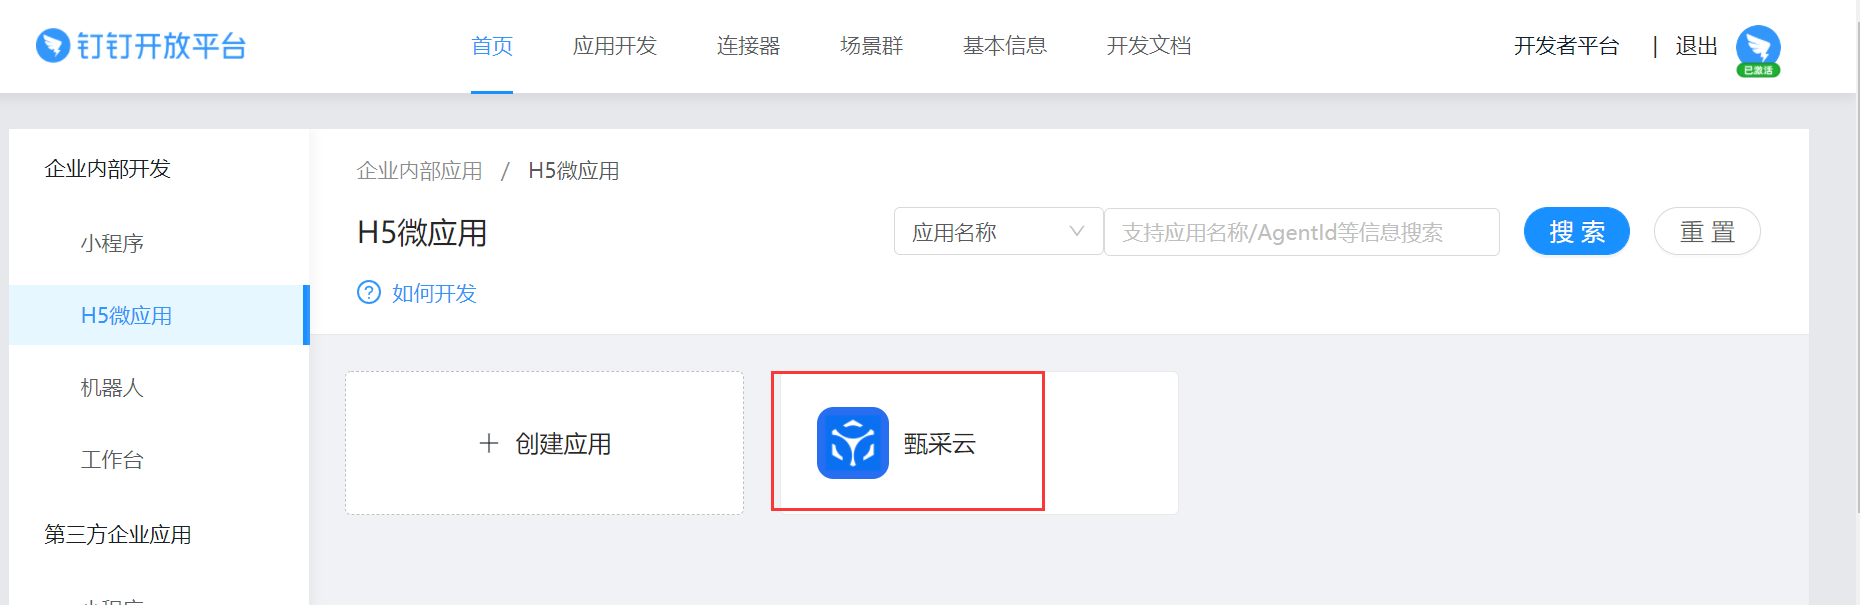 钉钉开放平台
首页
应用开发
连接器
场景群
基本信息
开发文档
开发者平台 | 退出
已激活
企业内部开发
小程序
H5微应用
机器人
工作台
第三方企业应用
小程序
企业内部应用 / H5微应用
H5微应用
应用名称
支持应用名称/AgentId等信息搜索
搜 索
重 置
? 如何开发
+ 创建应用
甄采云